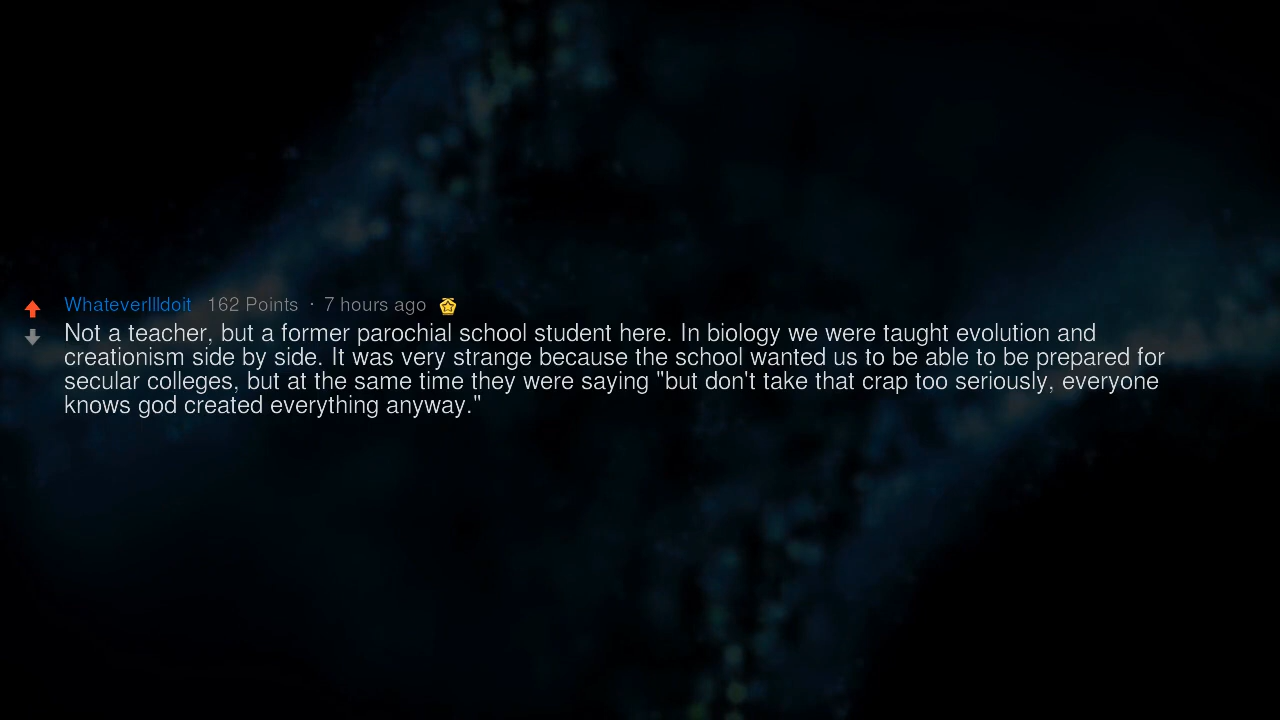 WhateverIlldoit 162 Points · 7 hours ago
Not a teacher, but a former parochial school student here. In biology we were taught evolution and
creationism side by side. It was very strange because the school wanted us to be able to be prepared for
secular colleges, but at the same time they were saying "but don't take that crap too seriously, everyone
knows god created everything anyway."